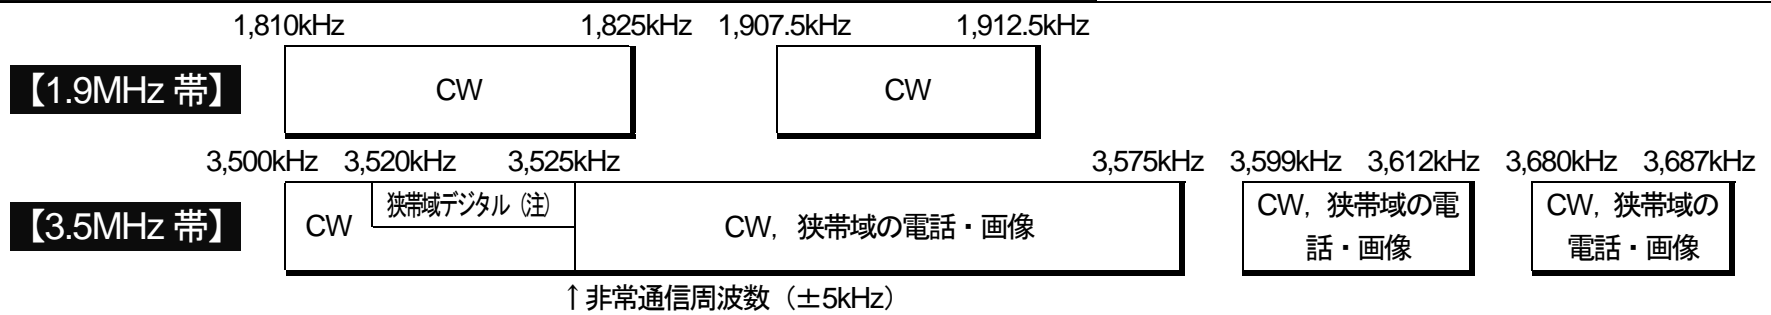 1,810kHz 1,825kHz 1,907.5kHz 1,912.5kHz
【1.9MHz 帯】 CW CW
3,500kHz 3,520kHz 3,525kHz 3,575kHz 3,599kHz 3,612kHz 3,680kHz 3,687kHz
【3.5MHz 帯】 CW 狭帯域デジタル（注） CW，狭帯域の電話・画像 CW，狭帯域の電 CW，狭帯域の
話・画像 電話・画像
↑非常通信周波数（±5kHz）